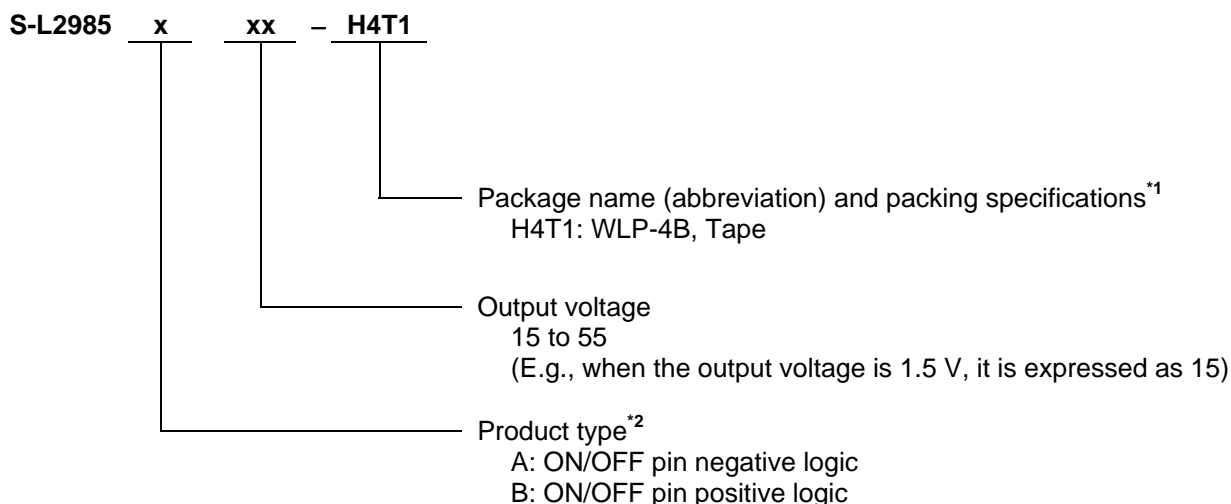 S-L2985 x xx – H4T1
Package name (abbreviation) and packing specifications*1
H4T1: WLP-4B, Tape
Output voltage
15 to 55
(E.g., when the output voltage is 1.5 V, it is expressed as 15)
Product type*2
A: ON/OFF pin negative logic
B: ON/OFF pin positive logic